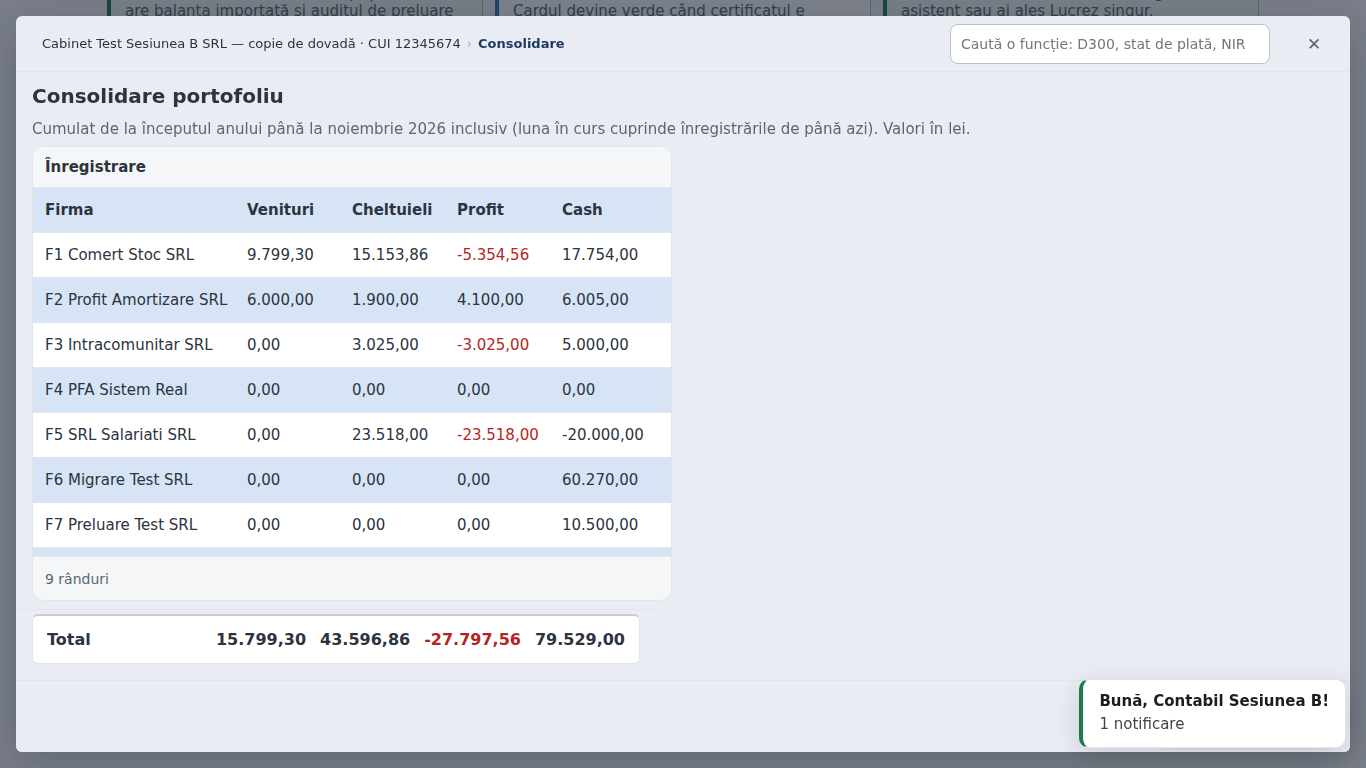 are balanța importată și auditul de preluare
Cardul devine verde când certificatul e
asistent sau ai ales Lucrez singur.
Cabinet Test Sesiunea B SRL — copie de dovadă · CUI 12345674 › Consolidare
Caută o funcție: D300, stat de plată, NIR
✕
Consolidare portofoliu
Cumulat de la începutul anului până la noiembrie 2026 inclusiv (luna în curs cuprinde înregistrările de până azi). Valori în lei.
Înregistrare
Firma Venituri Cheltuieli Profit Cash
F1 Comert Stoc SRL 9.799,30 15.153,86 -5.354,56 17.754,00
F2 Profit Amortizare SRL 6.000,00 1.900,00 4.100,00 6.005,00
F3 Intracomunitar SRL 0,00 3.025,00 -3.025,00 5.000,00
F4 PFA Sistem Real 0,00 0,00 0,00 0,00
F5 SRL Salariati SRL 0,00 23.518,00 -23.518,00 -20.000,00
F6 Migrare Test SRL 0,00 0,00 0,00 60.270,00
F7 Preluare Test SRL 0,00 0,00 0,00 10.500,00
9 rânduri
Total 15.799,30 43.596,86 -27.797,56 79.529,00
Bună, Contabil Sesiunea B!
1 notificare